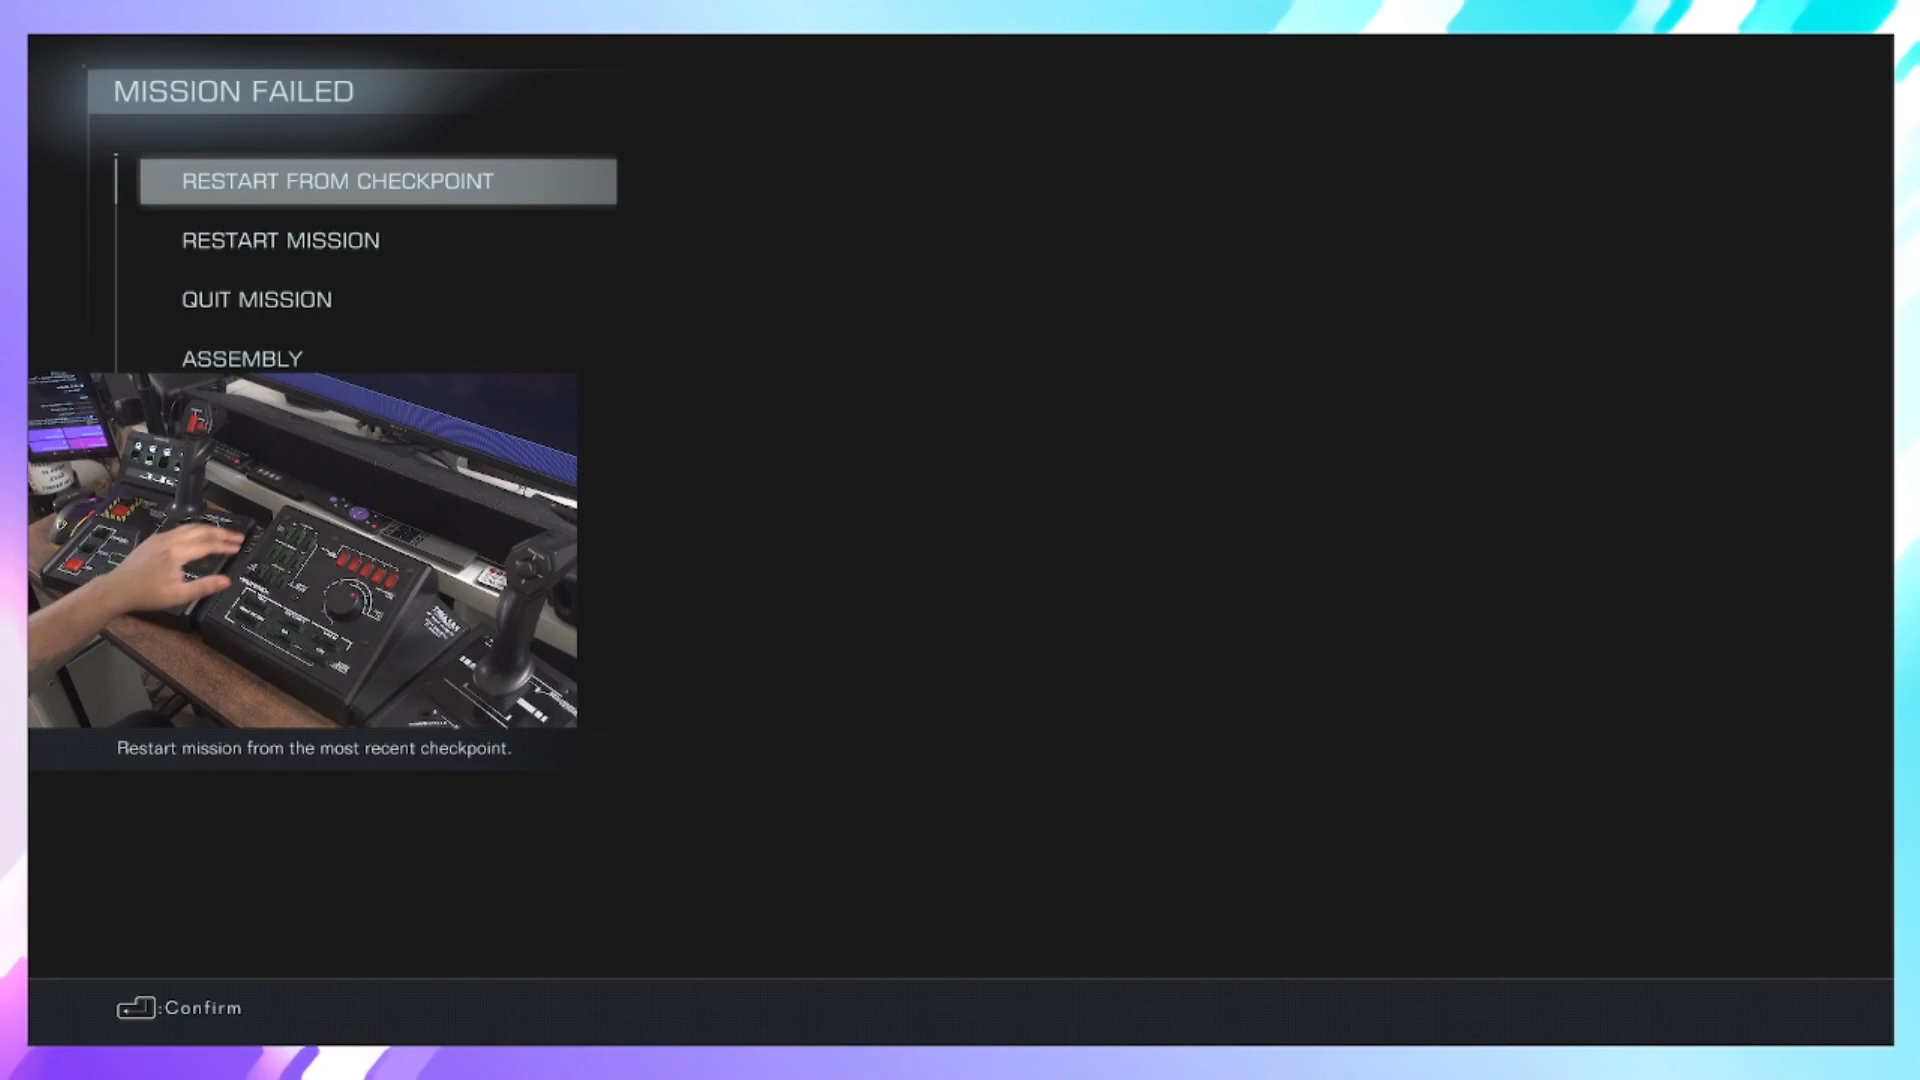 MISSION FAILED
RESTART FROM CHECKPOINT
RESTART MISSION
QUIT MISSION
ASSEMBLY
Restart mission from the most recent checkpoint.
:Confirm